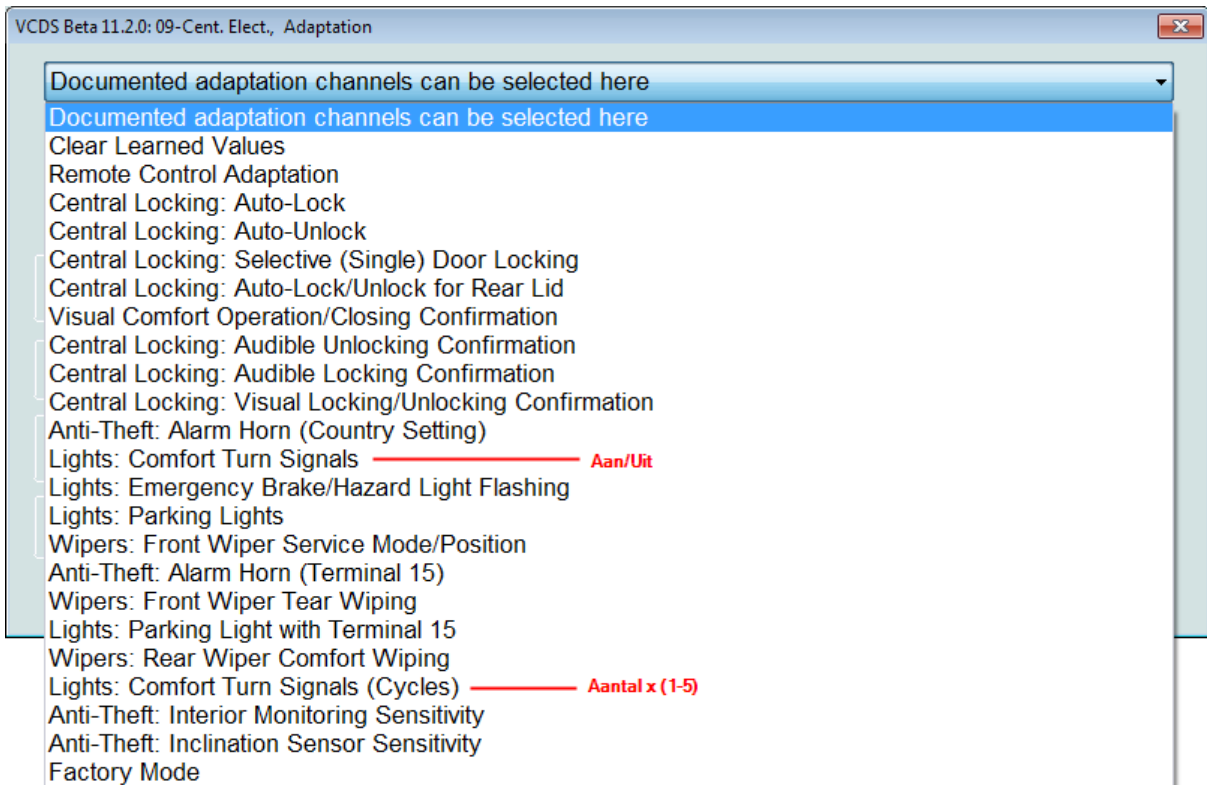 VCDS Beta 11.2.0: 09-Cent. Elect., Adaptation
Documented adaptation channels can be selected here
Documented adaptation channels can be selected here
Clear Learned Values
Remote Control Adaptation
Central Locking: Auto-Lock
Central Locking: Auto-Unlock
Central Locking: Selective (Single) Door Locking
Central Locking: Auto-Lock/Unlock for Rear Lid
Visual Comfort Operation/Closing Confirmation
Central Locking: Audible Unlocking Confirmation
Central Locking: Audible Locking Confirmation
Central Locking: Visual Locking/Unlocking Confirmation
Anti-Theft: Alarm Horn (Country Setting)
Lights: Comfort Turn Signals Aan/Uit
Lights: Emergency Brake/Hazard Light Flashing
Lights: Parking Lights
Wipers: Front Wiper Service Mode/Position
Anti-Theft: Alarm Horn (Terminal 15)
Wipers: Front Wiper Tear Wiping
Lights: Parking Light with Terminal 15
Wipers: Rear Wiper Comfort Wiping
Lights: Comfort Turn Signals (Cycles) Aantal x (1-5)
Anti-Theft: Interior Monitoring Sensitivity
Anti-Theft: Inclination Sensor Sensitivity
Factory Mode